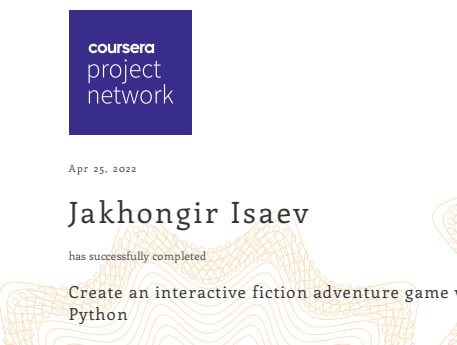 coursera
project
network
Apr 25, 2022
Jakhongir Isaev
has successfully completed
Create an interactive fiction adventure game
Python